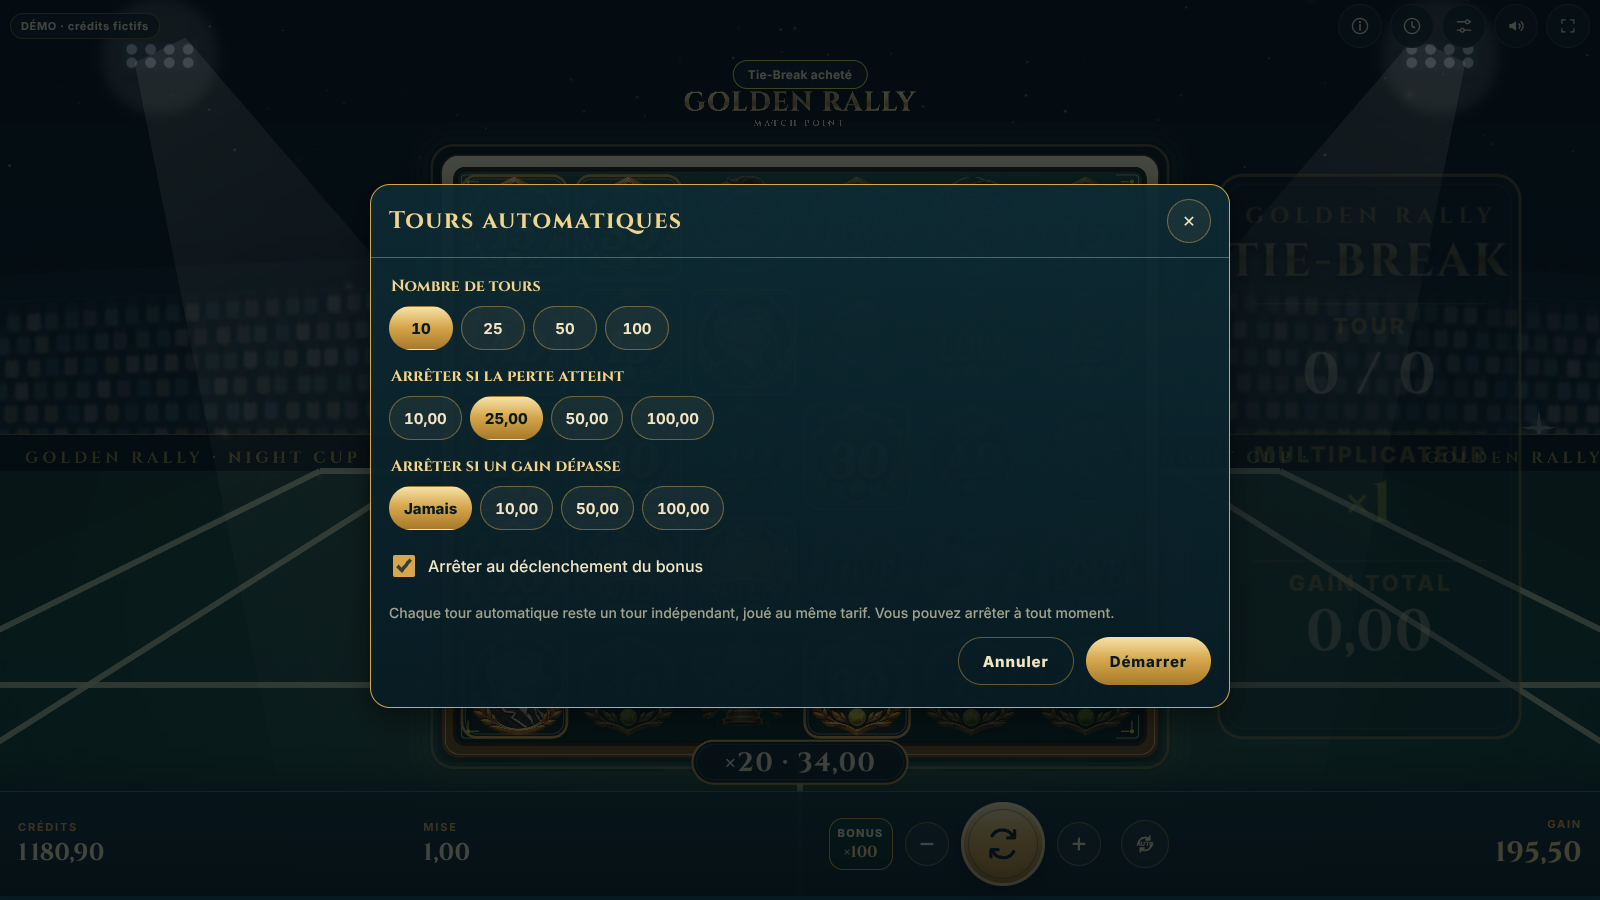 DÉMO · crédits fictifs
Tie-Break acheté
GOLDEN RALLY
MATCH POINT
TOURS AUTOMATIQUES
×
NOMBRE DE TOURS
10 25 50 100
ARRÊTER SI LA PERTE ATTEINT
10,00 25,00 50,00 100,00
ARRÊTER SI UN GAIN DÉPASSE
Jamais 10,00 50,00 100,00
Arrêter au déclenchement du bonus
Chaque tour automatique reste un tour indépendant, joué au même tarif. Vous pouvez arrêter à tout moment.
Annuler Démarrer
GOLDEN RALLY
TIE-BREAK
TOUR
0 / 0
MULTIPLICATEUR
×1
GAIN TOTAL
0,00
GOLDEN RALLY · NIGHT CUP
CUP
GOLDEN RALLY
×20 · 34,00
CRÉDITS
1 180,90
MISE
1,00
BONUS
×100
GAIN
195,50